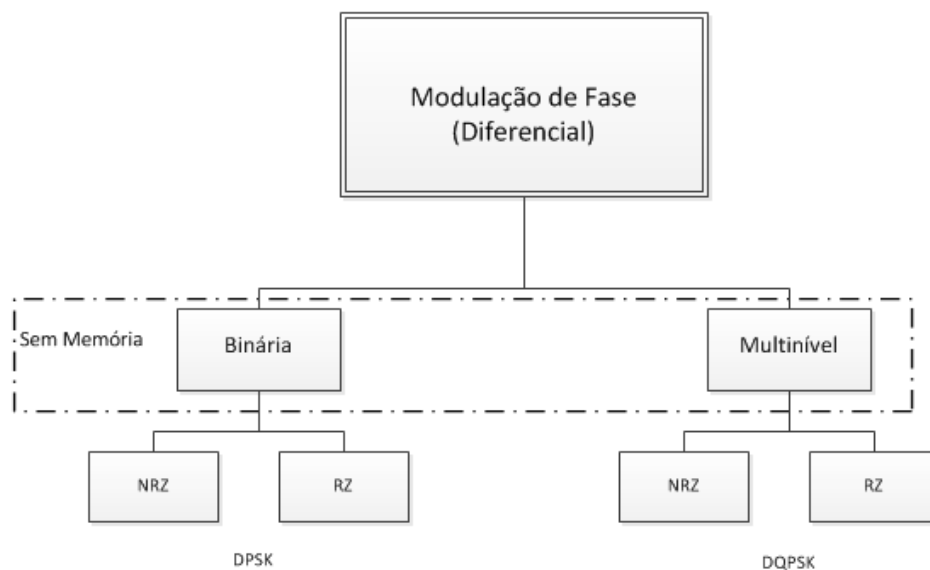 Modulação de Fase
(Diferencial)
Sem Memória
Binária
Multinível
NRZ
RZ
NRZ
RZ
DPSK
DQPSK